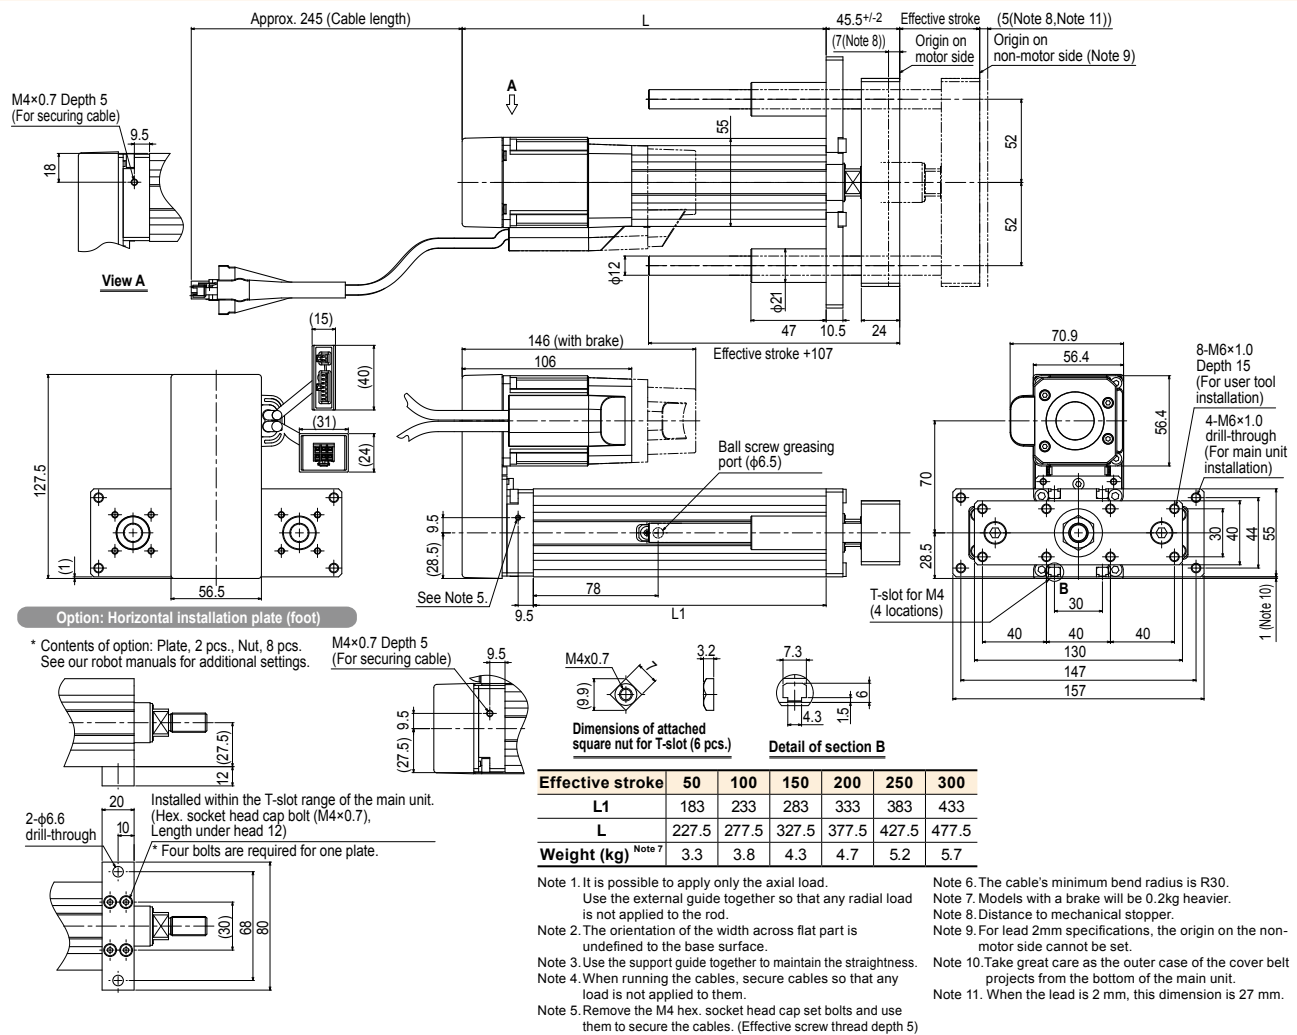 Approx. 245 (Cable length)
L
45.5+/-2
Effective stroke
(5(Note 8,Note 11))
(7(Note 8))
Origin on
motor side
Origin on
non-motor side (Note 9)
M4×0.7 Depth 5
(For securing cable)
9.5
18
View A
A
55
52
52
ϕ12
ϕ21
47
10.5
24
Effective stroke +107
(15)
(40)
(31)
(24)
127.5
(1)
56.5
146 (with brake)
106
Ball screw greasing
port (ϕ6.5)
9.5
(28.5)
See Note 5.
9.5
78
L1
70.9
56.4
56.4
8-M6×1.0
Depth 15
(For user tool
installation)
4-M6×1.0
drill-through
(For main unit
installation)
70
28.5
30
40
44
55
T-slot for M4
(4 locations)
B
30
1 (Note 10)
40
40
40
130
147
157
Option: Horizontal installation plate (foot)
* Contents of option: Plate, 2 pcs., Nut, 8 pcs.
See our robot manuals for additional settings.
M4×0.7 Depth 5
(For securing cable)
9.5
9.5
(27.5)
(27.5)
12
20
10
2-ϕ6.6
drill-through
Installed within the T-slot range of the main unit.
(Hex. socket head cap bolt (M4×0.7),
Length under head 12)
* Four bolts are required for one plate.
(30)
68
80
M4x0.7
7
(9.9)
3.2
Dimensions of attached
square nut for T-slot (6 pcs.)
7.3
6
1.5
4.3
Detail of section B
Effective stroke 50 100 150 200 250 300
L1 183 233 283 333 383 433
L 227.5 277.5 327.5 377.5 427.5 477.5
Weight (kg) Note 7 3.3 3.8 4.3 4.7 5.2 5.7
Note 1. It is possible to apply only the axial load.
Use the external guide together so that any radial load
is not applied to the rod.
Note 2. The orientation of the width across flat part is
undefined to the base surface.
Note 3. Use the support guide together to maintain the straightness.
Note 4. When running the cables, secure cables so that any
load is not applied to them.
Note 5. Remove the M4 hex. socket head cap set bolts and use
them to secure the cables. (Effective screw thread depth 5)
Note 6. The cable's minimum bend radius is R30.
Note 7. Models with a brake will be 0.2kg heavier.
Note 8. Distance to mechanical stopper.
Note 9. For lead 2mm specifications, the origin on the non-
motor side cannot be set.
Note 10. Take great care as the outer case of the cover belt
projects from the bottom of the main unit.
Note 11. When the lead is 2 mm, this dimension is 27 mm.